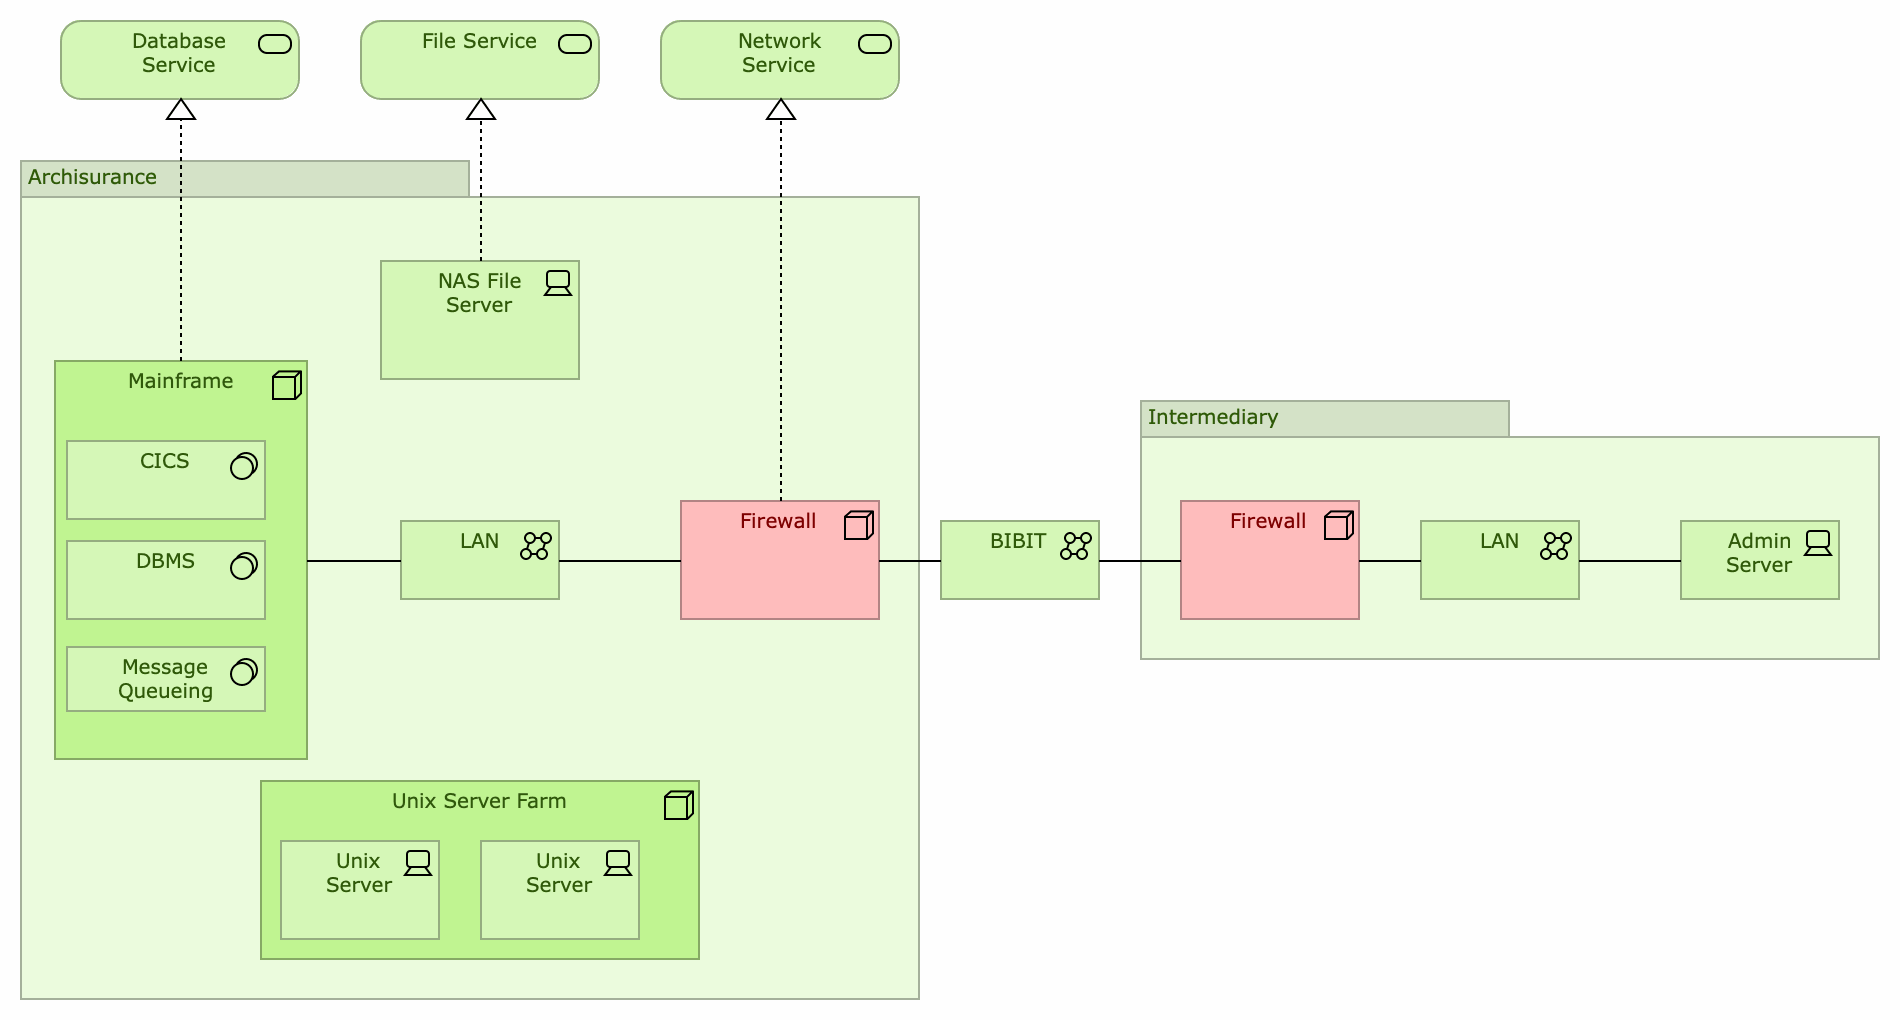 Database
Service
File Service
Network
Service
Archisurance
NAS File
Server
Mainframe
CICS
DBMS
Message
Queueing
LAN
Firewall
BIBIT
Intermediary
Firewall
LAN
Admin
Server
Unix Server Farm
Unix
Server
Unix
Server